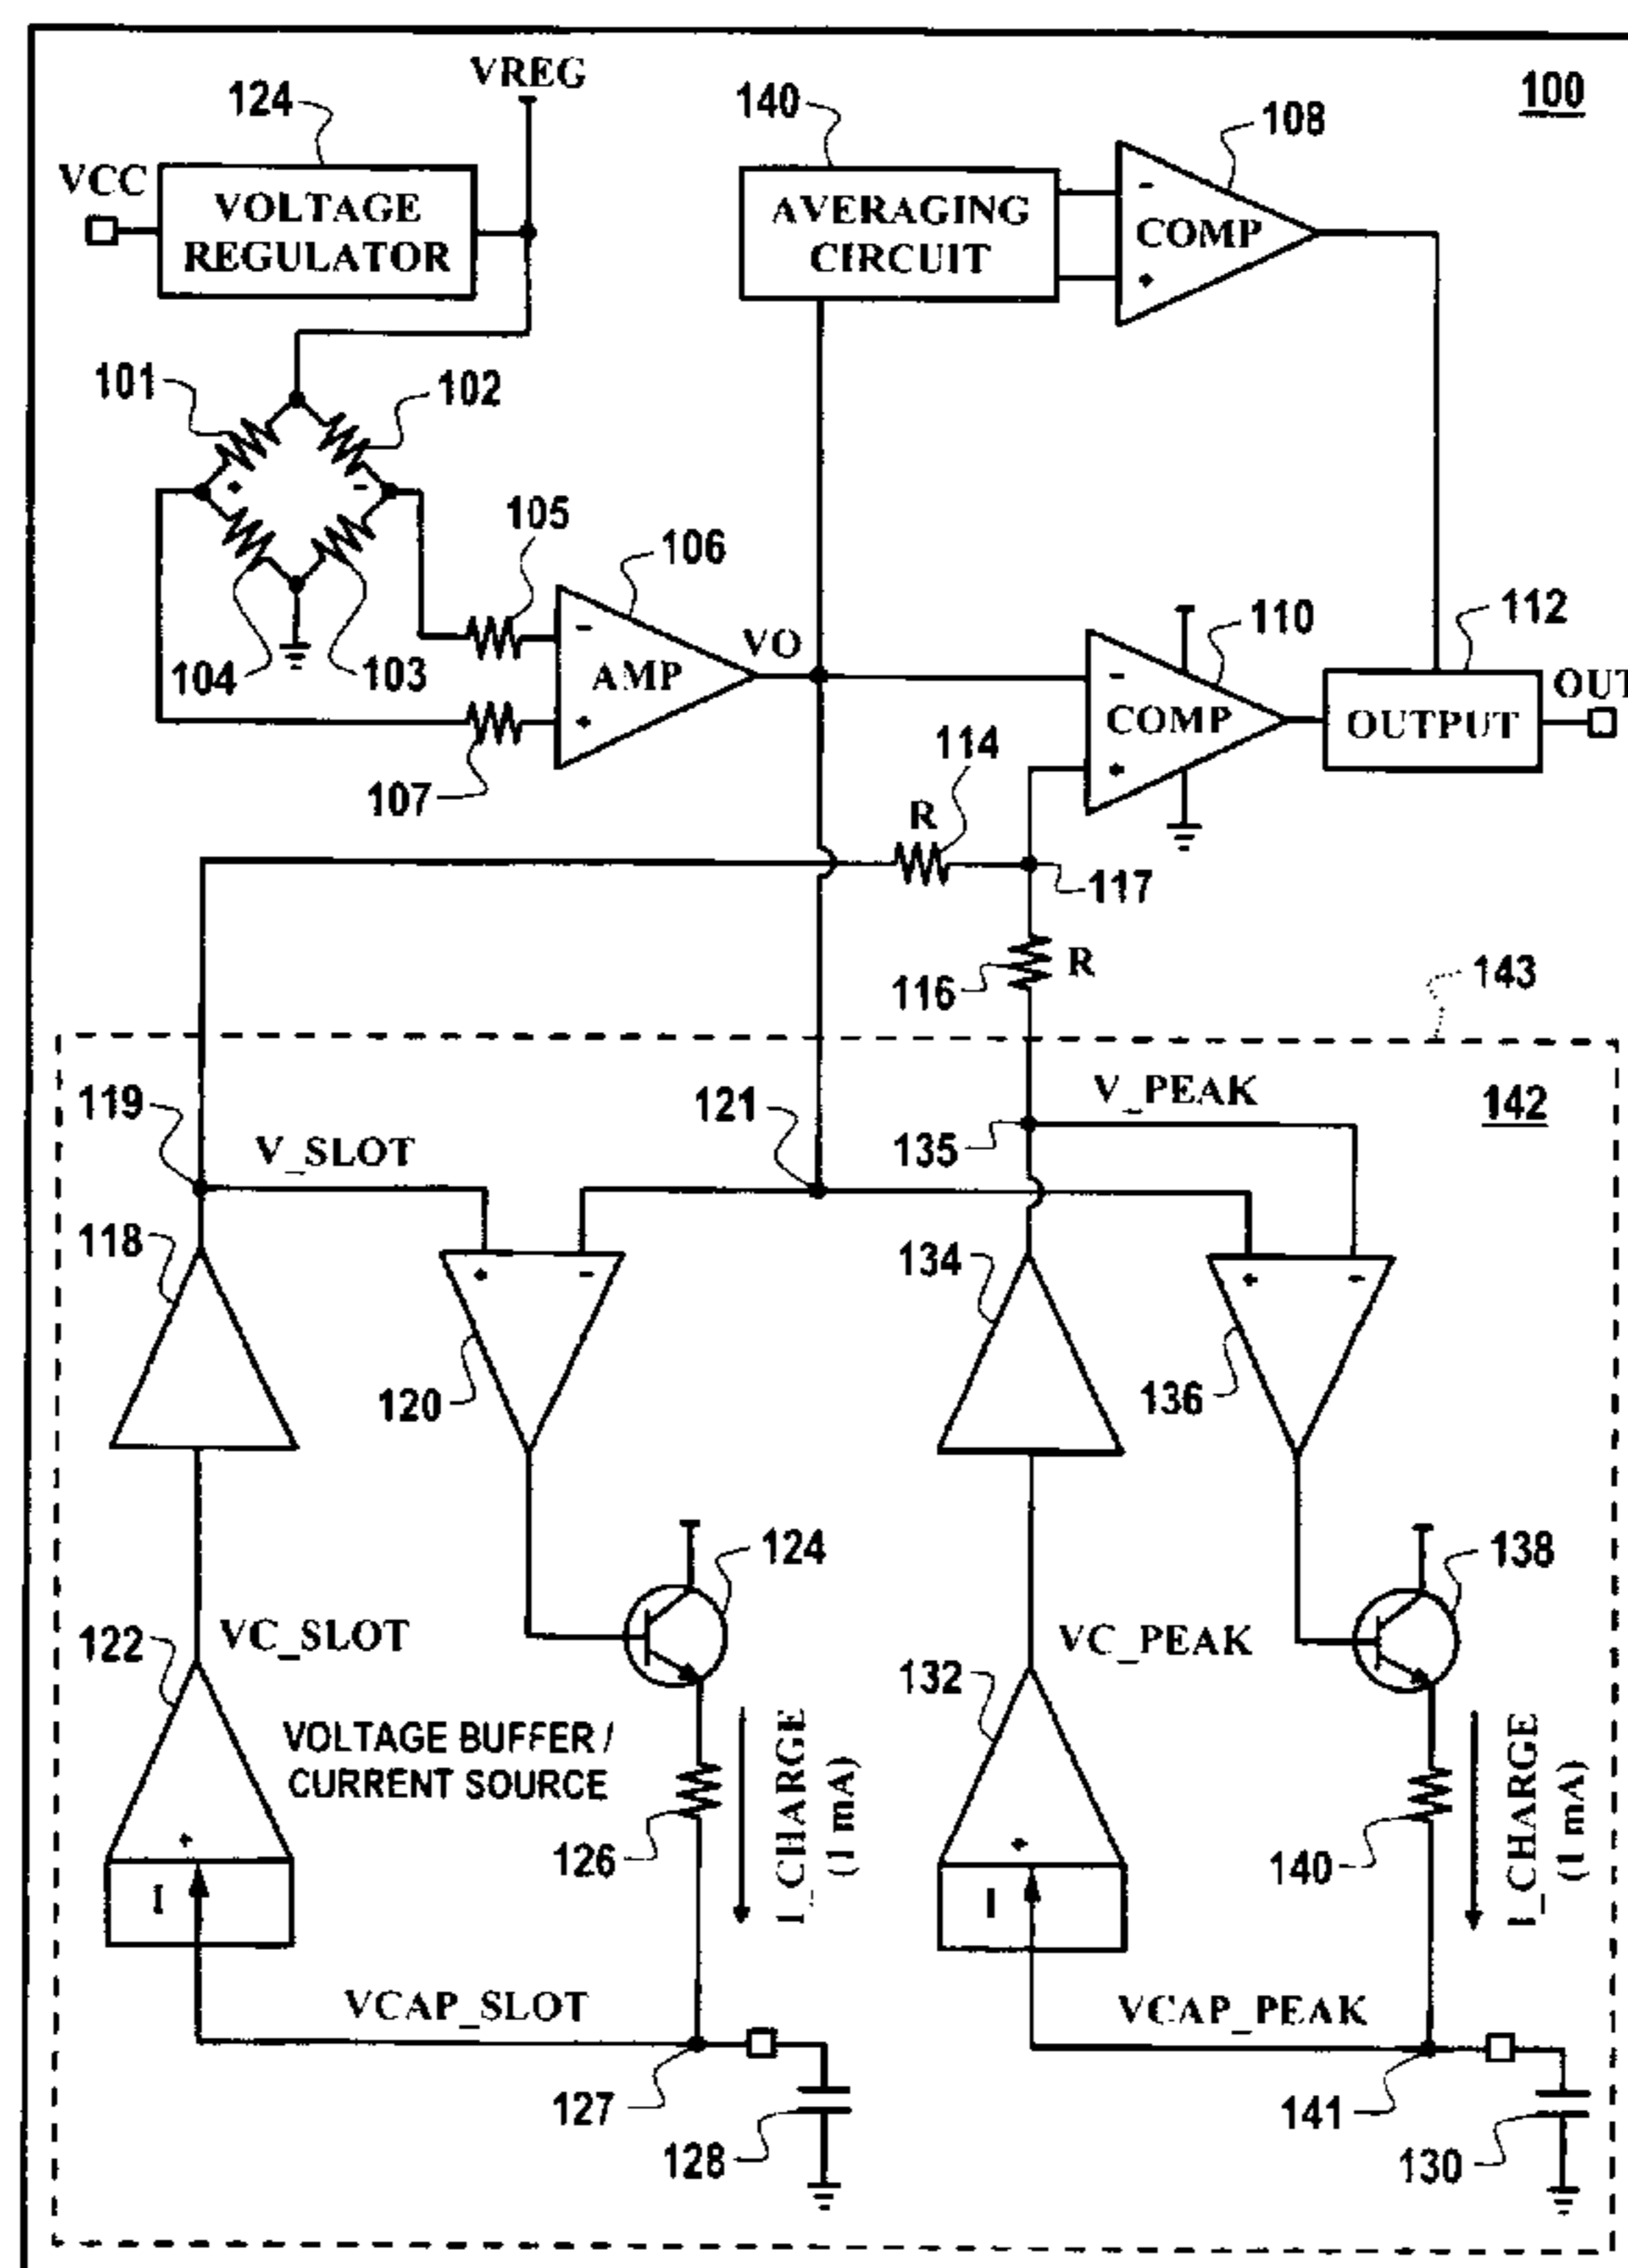 100
VREG
124
VCC
VOLTAGE
REGULATOR
140
AVERAGING
CIRCUIT
108
-
COMP
+
101
102
+ -
104
103
105
106
107
-
AMP
+
VO
110
-
COMP
+
112
OUTPUT
OUT
114
R
117
116
R
143
142
119
V_SLOT
121
135
V_PEAK
118
120
+ -
134
136
+ -
122
VC_SLOT
124
VOLTAGE BUFFER /
CURRENT SOURCE
126
I_CHARGE
(1 mA)
+
I
VCAP_SLOT
127
128
132
VC_PEAK
138
140
I_CHARGE
(1 mA)
+
I
VCAP_PEAK
141
130